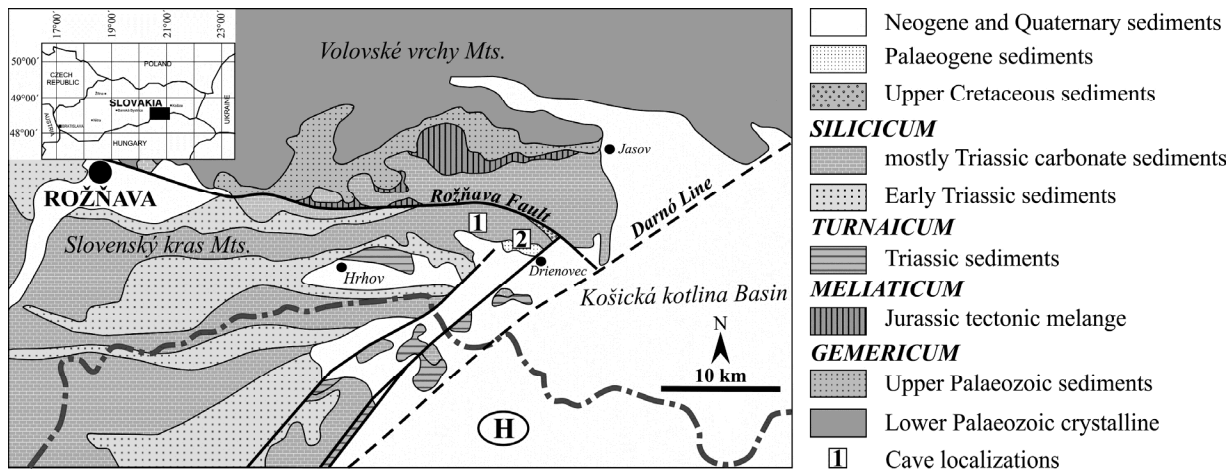 17°00'
19°00'
21°00'
23°00'
50°00'
49°00'
48°00'
CZECH
REPUBLIC
POLAND
SLOVAKIA
UKRAINE
AUSTRIA
BRATISLAVA
HUNGARY
Volovské vrchy Mts.
Jasov
ROŽŇAVA
Rožňava Fault
Darnó Line
1
2
Slovenský kras Mts.
Hrhov
Drienovec
Košická kotlina Basin
N
10 km
H
Neogene and Quaternary sediments
Palaeogene sediments
Upper Cretaceous sediments
SILICICUM
mostly Triassic carbonate sediments
Early Triassic sediments
TURNAICUM
Triassic sediments
MELIATICUM
Jurassic tectonic melange
GEMERICUM
Upper Palaeozoic sediments
Lower Palaeozoic crystalline
1 Cave localizations